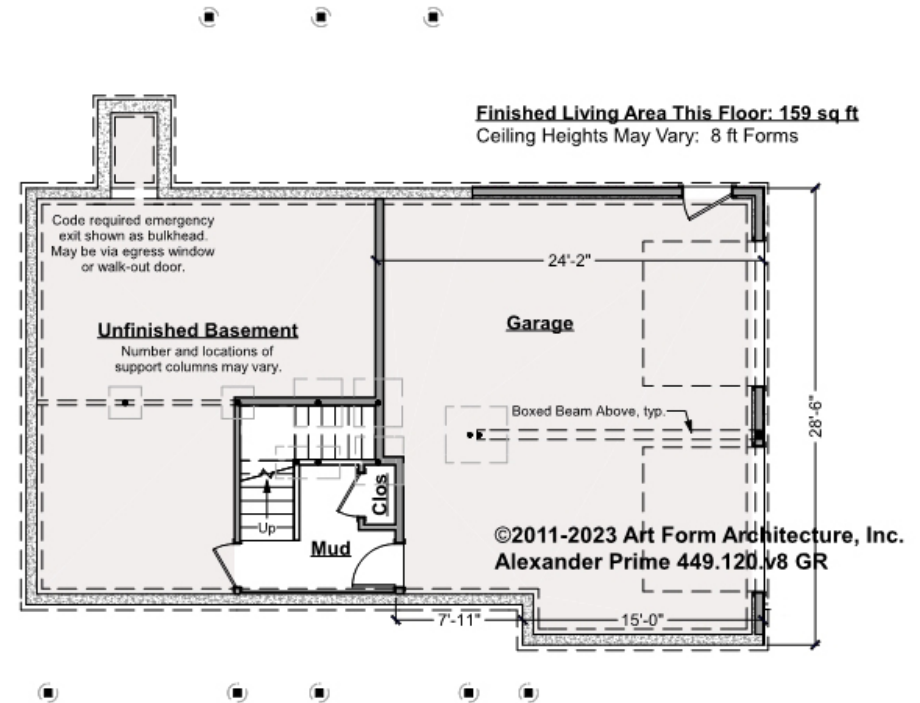 Finished Living Area This Floor: 159 sq ft
Ceiling Heights May Vary: 8 ft Forms
Code required emergency
exit shown as bulkhead.
May be via egress window
or walk-out door.
24'-2"
Unfinished Basement
Number and locations of
support columns may vary.
Garage
Boxed Beam Above, typ.
28'-6"
Clos
Up
Mud
©2011-2023 Art Form Architecture, Inc.
Alexander Prime 449.120.v8 GR
7'-11"
15'-0"